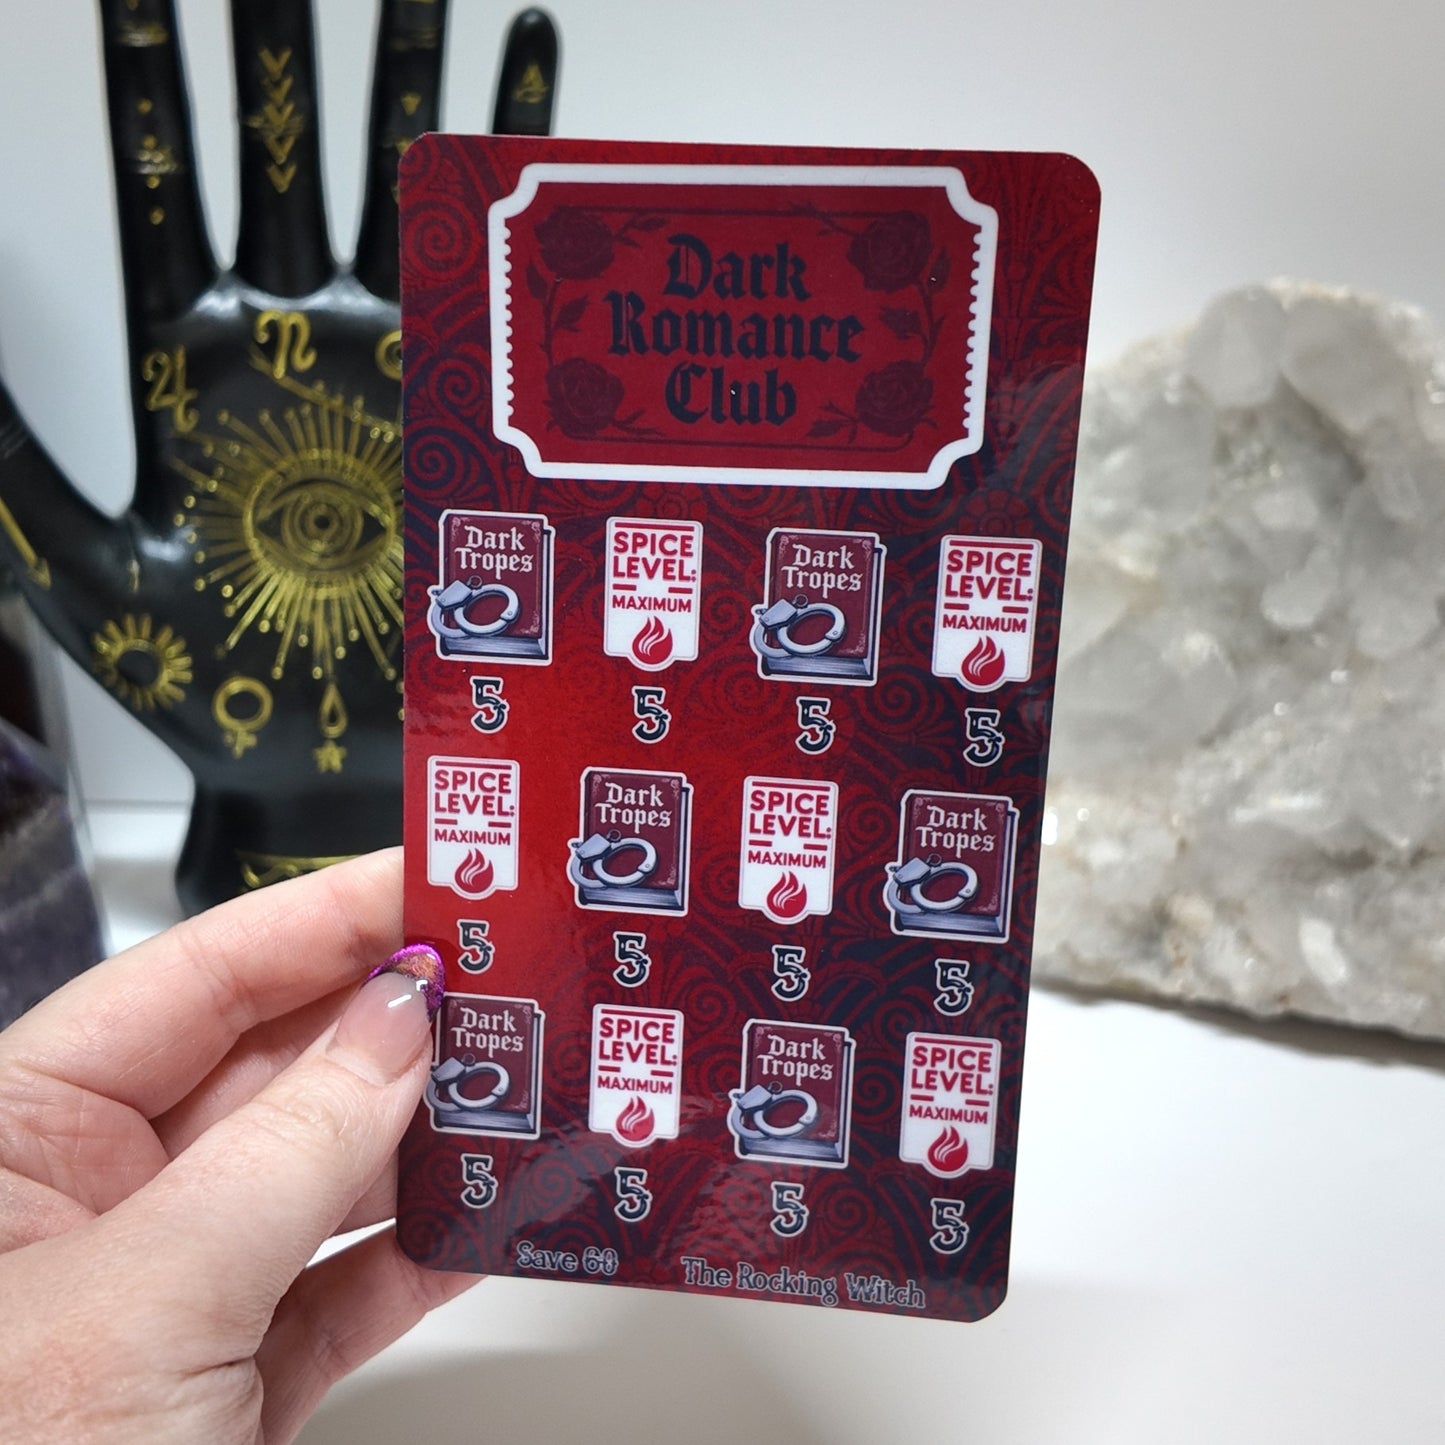 Dark
Romance
Club
Dark
Tropes
SPICE
LEVEL:
MAXIMUM
Dark
Tropes
SPICE
LEVEL:
MAXIMUM
5
5
5
5
SPICE
LEVEL:
MAXIMUM
Dark
Tropes
SPICE
LEVEL:
MAXIMUM
Dark
Tropes
5
5
5
5
Dark
Tropes
SPICE
LEVEL:
MAXIMUM
Dark
Tropes
SPICE
LEVEL:
MAXIMUM
5
5
5
5
Save 60
The Rocking Witch